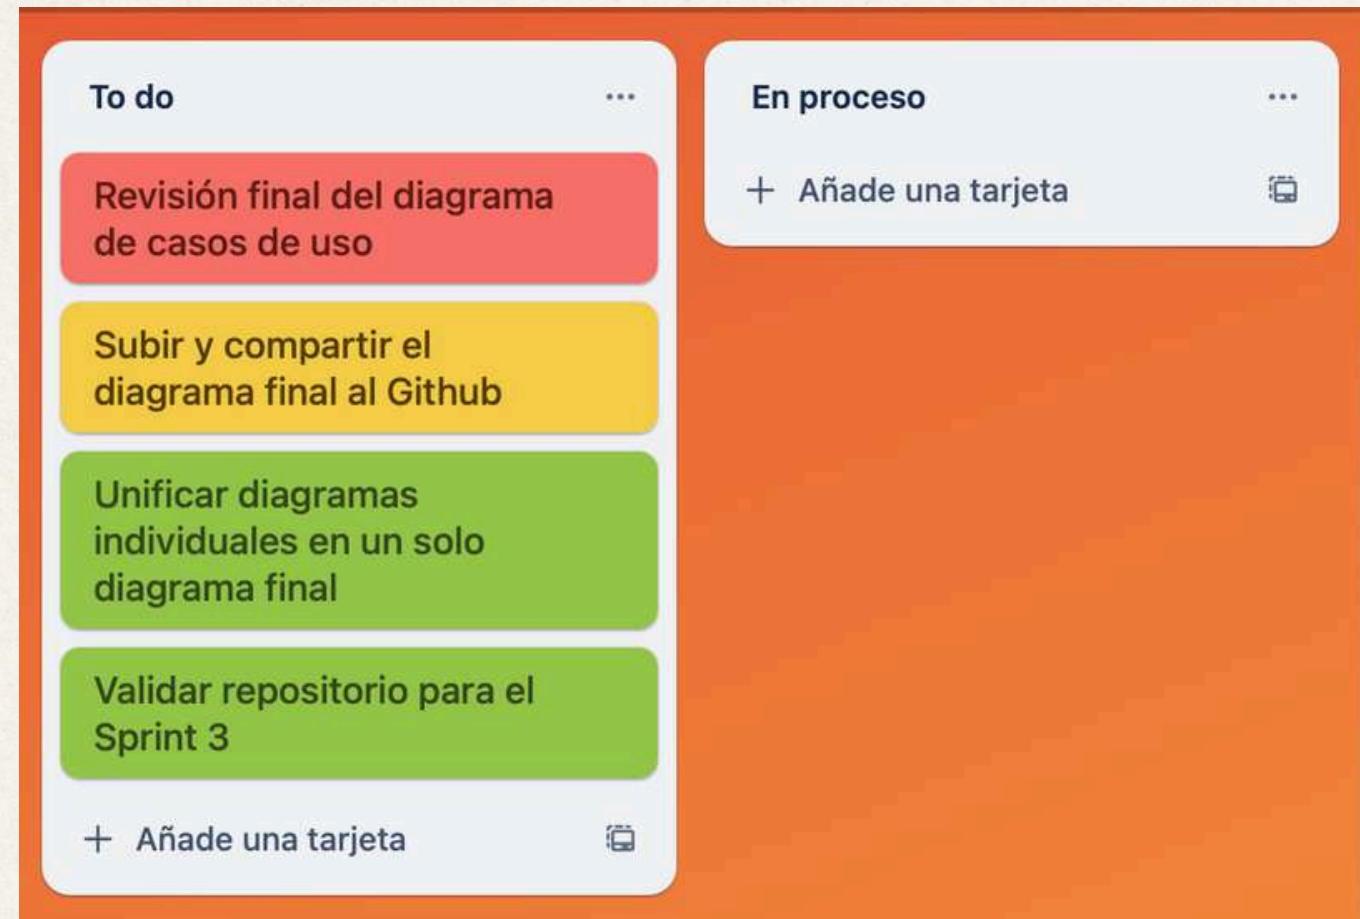 To do
Revisión final del diagrama
de casos de uso
Subir y compartir el
diagrama final al Github
Unificar diagramas
individuales en un solo
diagrama final
Validar repositorio para el
Sprint 3
+ Añade una tarjeta
En proceso
+ Añade una tarjeta